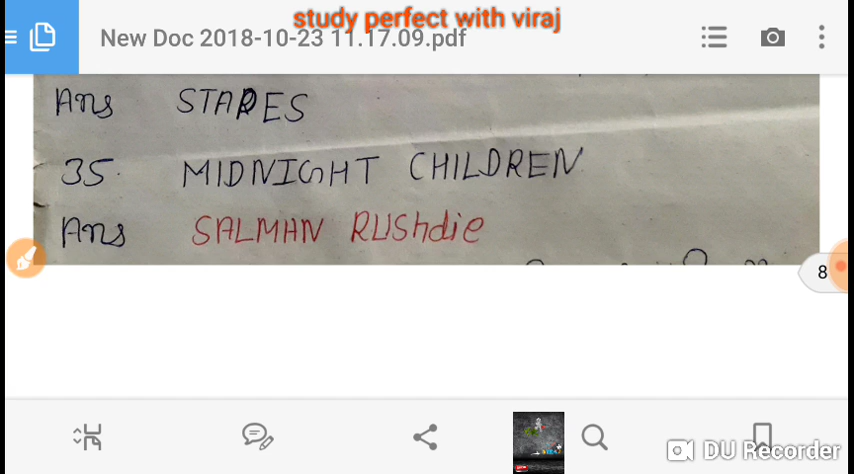 study perfect with viraj
New Doc 2018-10-23 11.17.09.pdf
Ans STAPES
35. MIDNIGHT CHILDREN
Ans SALMAN RUShdie
8
DU Recorder